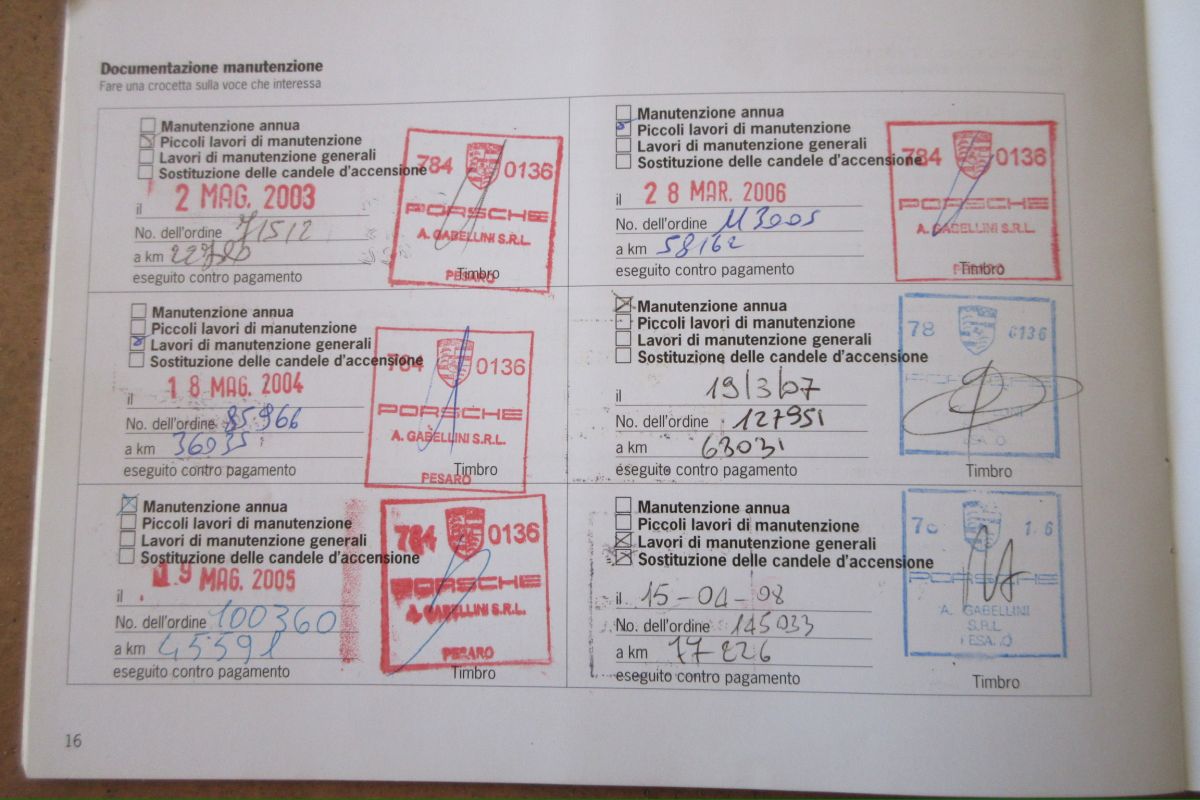 Documentazione manutenzione
Fare una crocetta sulla voce che interessa
Manutenzione annua
Piccoli lavori di manutenzione
Lavori di manutenzione generali
Sostituzione delle candele d'accensione
il 2 MAG. 2003
No. dell'ordine 71512
a km
eseguito contro pagamento
784 0136
PORSCHE
A. GABELLINI S.R.L.
PESARO
Timbro
Manutenzione annua
Piccoli lavori di manutenzione
Lavori di manutenzione generali
Sostituzione delle candele d'accensione
il 28 MAR. 2006
No. dell'ordine
a km 58162
eseguito contro pagamento
784 0136
PORSCHE
A. GABELLINI S.R.L.
Timbro
Manutenzione annua
Piccoli lavori di manutenzione
Lavori di manutenzione generali
Sostituzione delle candele d'accensione
il 18 MAG. 2004
No. dell'ordine 85966
a km 36035
eseguito contro pagamento
784 0136
PORSCHE
A. GABELLINI S.R.L.
PESARO
Timbro
Manutenzione annua
Piccoli lavori di manutenzione
Lavori di manutenzione generali
Sostituzione delle candele d'accensione
il 19/3/07
No. dell'ordine 127951
a km 63031
eseguito contro pagamento
78 0136
Timbro
Manutenzione annua
Piccoli lavori di manutenzione
Lavori di manutenzione generali
Sostituzione delle candele d'accensione
il 19 MAG. 2005
No. dell'ordine 100360
a km 45591
eseguito contro pagamento
784 0136
PORSCHE
A. GABELLINI S.R.L.
PESARO
Timbro
Manutenzione annua
Piccoli lavori di manutenzione
Lavori di manutenzione generali
Sostituzione delle candele d'accensione
il 15-04-08
No. dell'ordine 145033
a km 77226
eseguito contro pagamento
PORSCHE
A. GABELLINI
S.R.L
Timbro
16